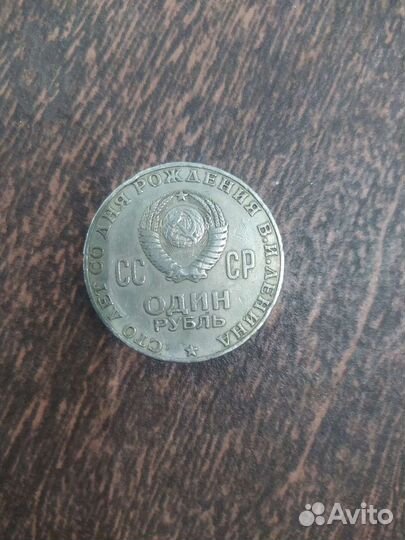 СТО ЛЕТ СО ДНЯ РОЖДЕНИЯ В.И.ЛЕНИНА
СС СР
ОДИН
РУБЛЬ
Avito